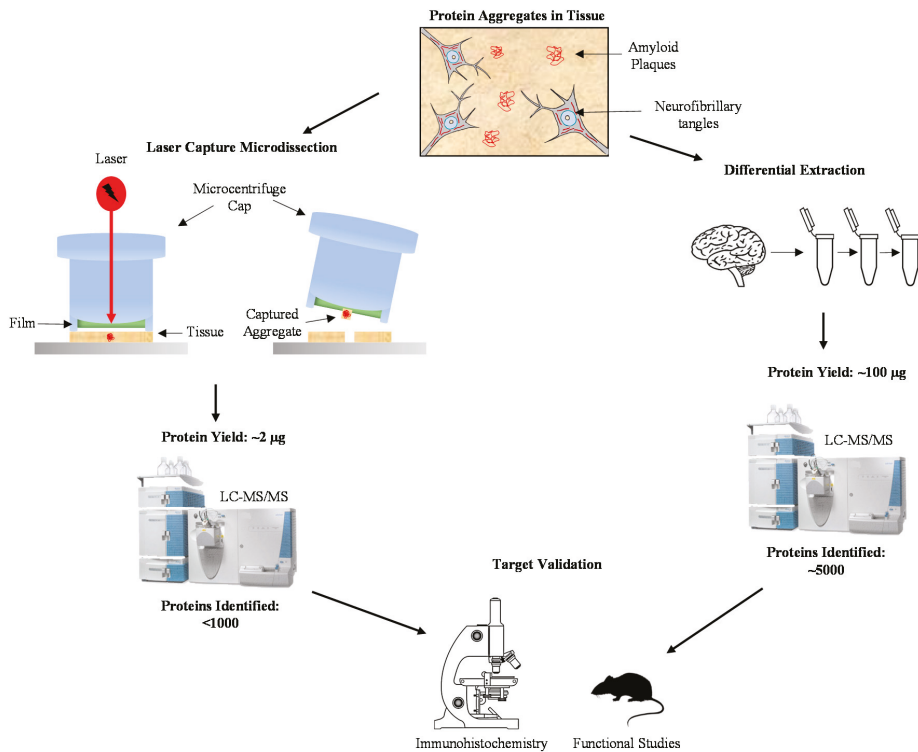 Protein Aggregates in Tissue
Amyloid
Plaques
Neurofibrillary
tangles
Laser Capture Microdissection
Laser
Microcentrifuge
Cap
Film
Tissue
Captured
Aggregate
Protein Yield: ~2 µg
LC-MS/MS
Proteins Identified:
<1000
Differential Extraction
Protein Yield: ~100 µg
LC-MS/MS
Proteins Identified:
~5000
Target Validation
Immunohistochemistry
Functional Studies